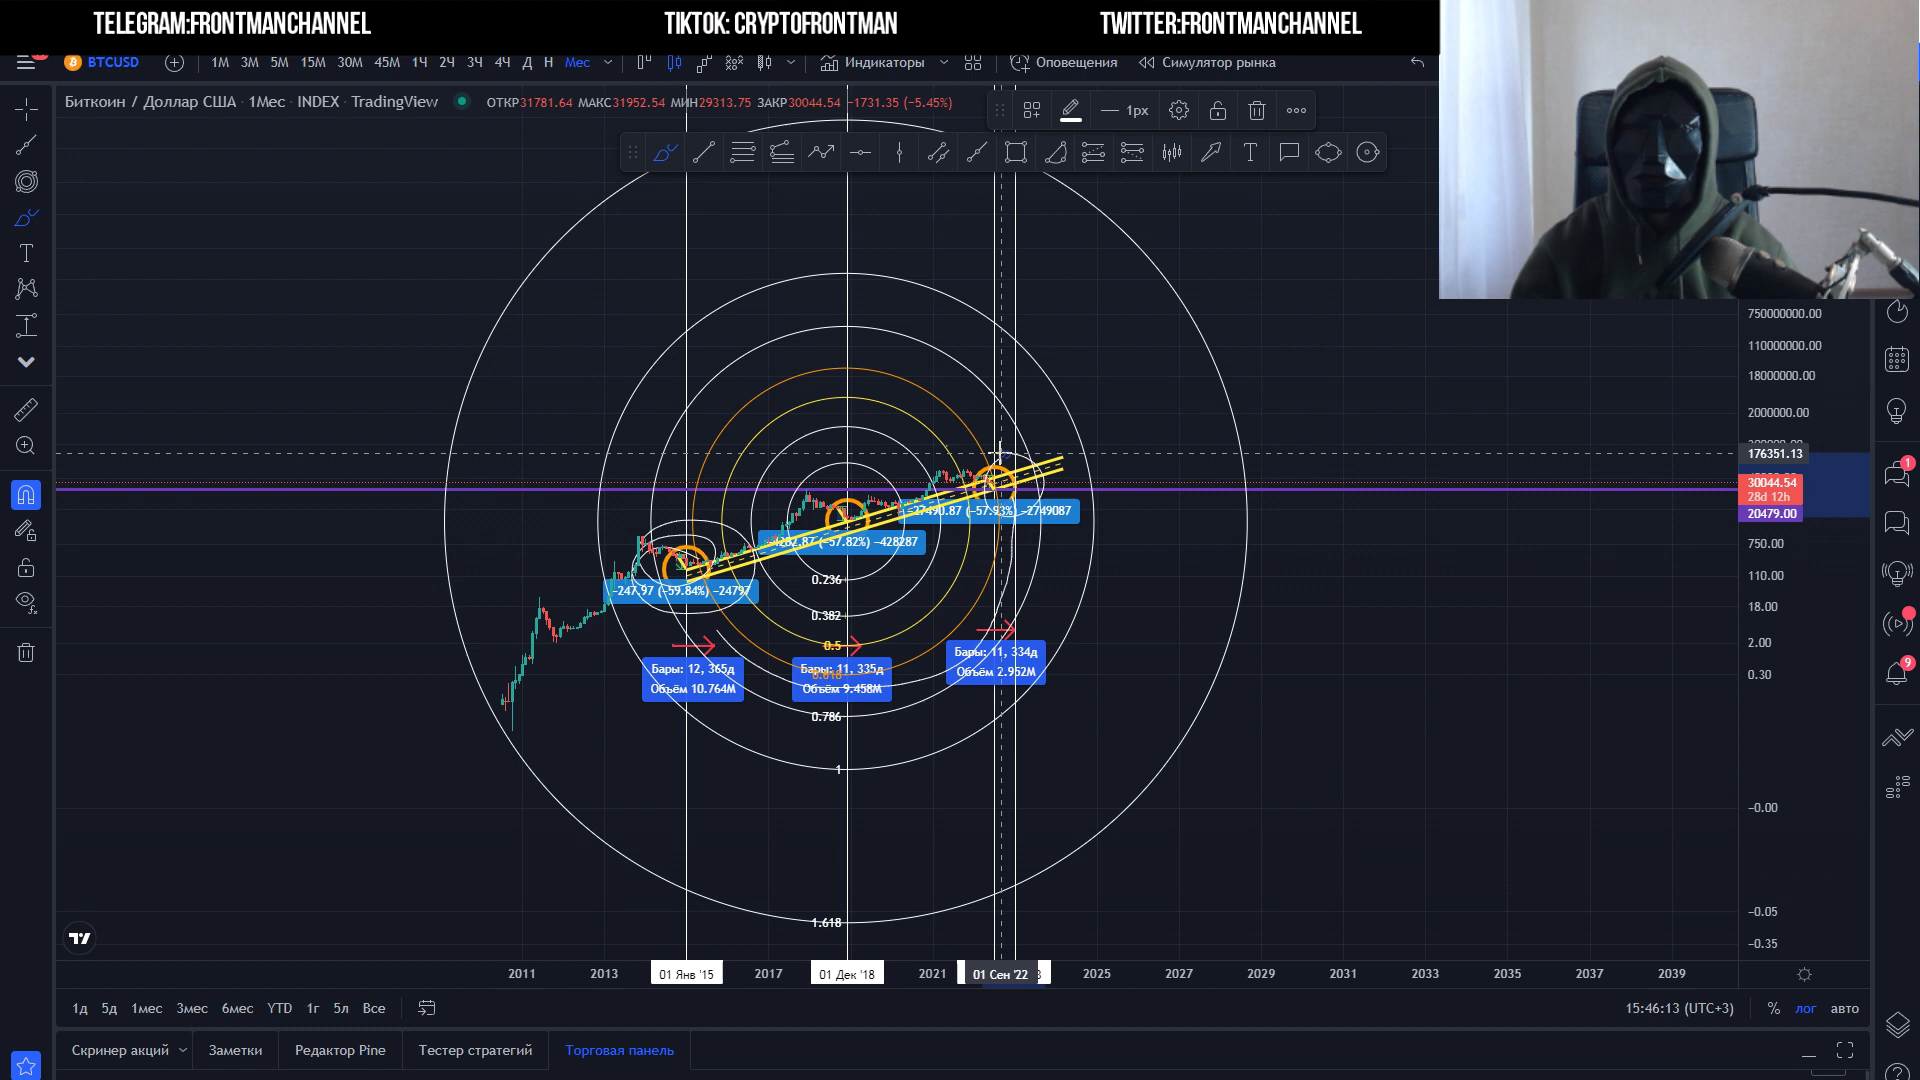 TELEGRAM:FRONTMANCHANNEL TIKTOK: CRYPTOFRONTMAN TWITTER:FRONTMANCHANNEL
BTCUSD 1М 3М 5М 15М 30М 45М 1Ч 2Ч 3Ч 4Ч Д Н Мес Индикаторы Оповещения Симулятор рынка
Биткоин / Доллар США · 1Мес · INDEX · TradingView ОТКР31781.64 МАКС31952.54 МИН29313.75 ЗАКР30044.54 −1731.35 (−5.45%)
1px
T
T
750000000.00
110000000.00
18000000.00
2000000.00
176351.13
30044.54
28d 12h
20479.00
750.00
110.00
18.00
2.00
0.30
−0.00
−0.05
−0.35
−27490.87 (−57.93%) −2749087
−4282.87 (−57.82%) −428287
−247.97 (−59.84%) −24797
0.236
0.382
0.5
0.618
0.786
1
1.618
Бары: 12, 365д
Объём 10.764M
Бары: 11, 335д
Объём 9.458M
Бары: 11, 334д
Объём 2.952M
1
9
2011 2013 01 Янв '15 2017 01 Дек '18 2021 01 Сен '22 2025 2027 2029 2031 2033 2035 2037 2039
1д 5д 1мес 3мес 6мес YTD 1г 5л Все 15:46:13 (UTC+3) % лог авто
Скринер акций Заметки Редактор Pine Тестер стратегий Торговая панель